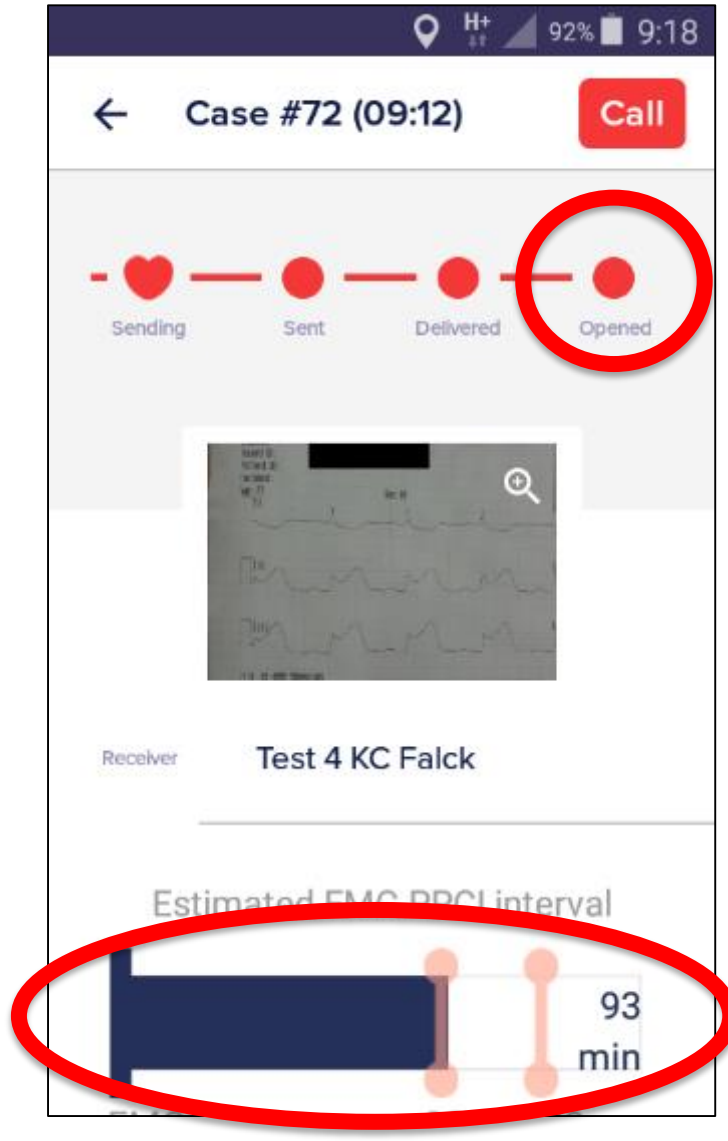 H+ 92% 9:18
Case #72 (09:12) Call
Sending Sent Delivered Opened
Receiver Test 4 KC Falck
Estimated EMC PPCI interval
93
min